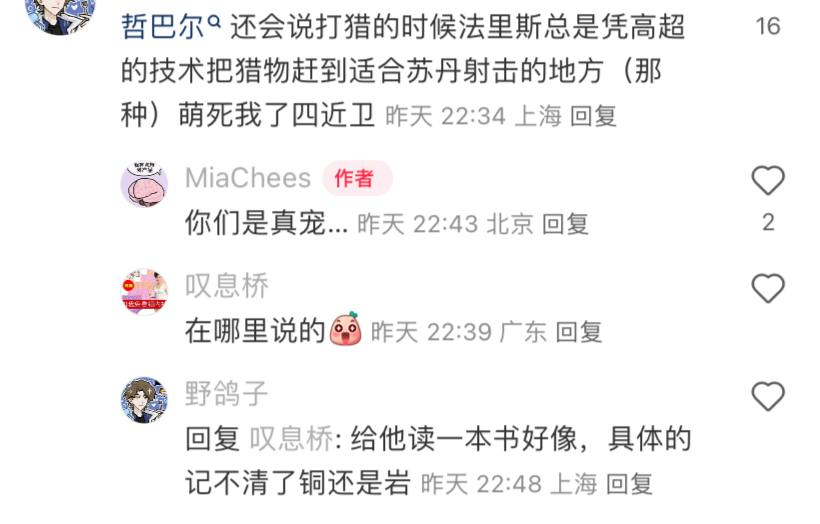 哲巴尔 还会说打猎的时候法里斯总是凭高超
的技术把猎物赶到适合苏丹射击的地方（那
种）萌死我了四近卫 昨天 22:34 上海 回复
16
MiaChees 作者
你们是真宠... 昨天 22:43 北京 回复
2
叹息桥
在哪里说的 昨天 22:39 广东 回复
野鸽子
回复 叹息桥: 给他读一本书好像，具体的
记不清了铜还是岩 昨天 22:48 上海 回复